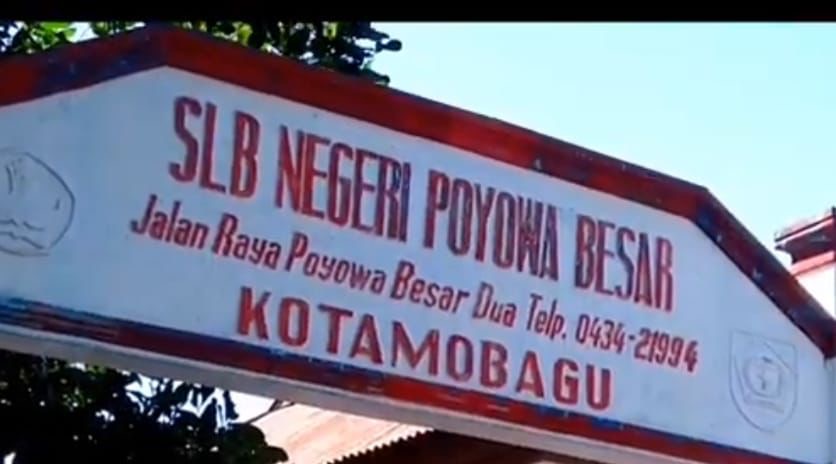 SLB NEGERI POYOWA BESAR
Jalan Raya Poyowa Besar Dua Telp. 0434-21994
KOTAMOBAGU